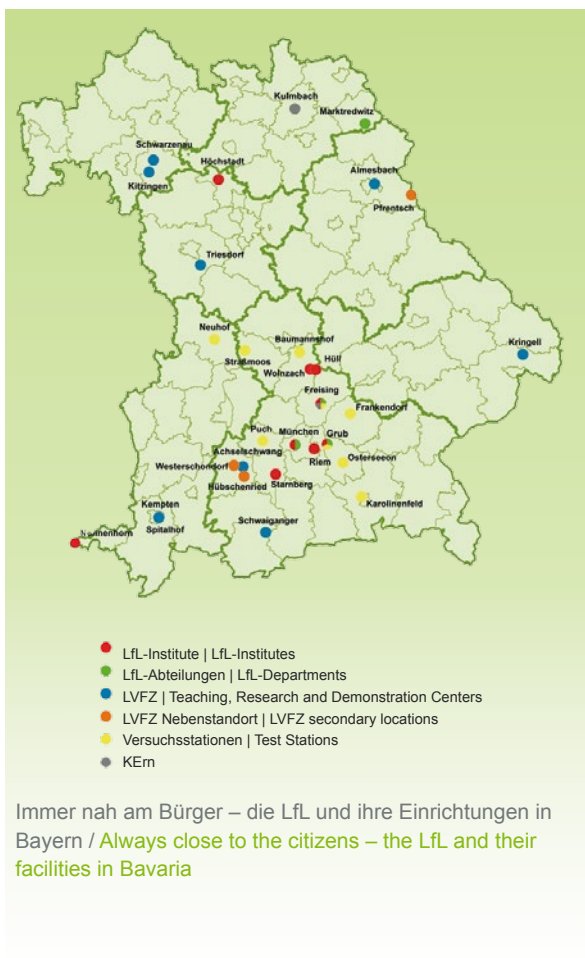 Kulmbach
Marktredwitz
Schwarzenau
Höchstadt
Almesbach
Kitzingen
Pfrentsch
Triesdorf
Neuhof
Baumannshof
Kringell
Straßmoos
Hüll
Wolnzach
Freising
Frankendorf
Puch
München
Grub
Achselschwang
Westerschondorf
Riem
Osterseeon
Hübschenried
Starnberg
Karolinenfeld
Kempten
Schwaiganger
Spitalhof
LfL-Institute | LfL-Institutes
LfL-Abteilungen | LfL-Departments
LVFZ | Teaching, Research and Demonstration Centers
LVFZ Nebenstandort | LVFZ secondary locations
Versuchsstationen | Test Stations
KErn
Immer nah am Bürger – die LfL und ihre Einrichtungen in
Bayern / Always close to the citizens – the LfL and their
facilities in Bavaria